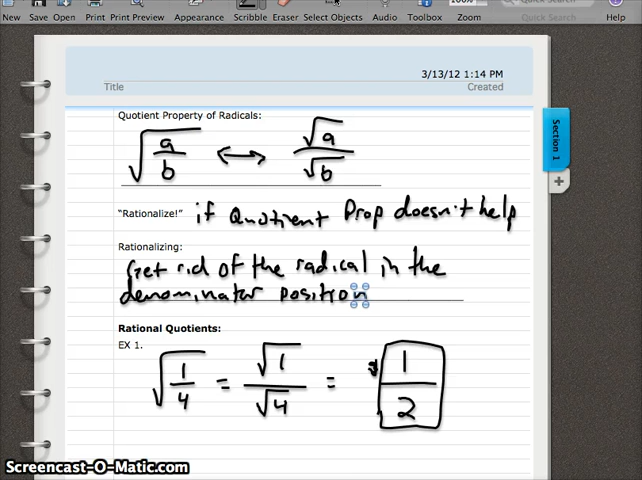 New Save Open Print Print Preview Appearance Scribble Eraser Select Objects Audio Toolbox Zoom Quick Search Help
100%
Quick Search
3/13/12 1:14 PM
Title Created
Section 1
+
Quotient Property of Radicals:
√(a/b) ↔ √a/√b
"Rationalize!" if Quotient Prop doesn't help
Rationalizing:
Get rid of the radical in the
denominator position
Rational Quotients:
EX 1.
√(1/4) = √1/√4 = 1/2
Screencast-O-Matic.com